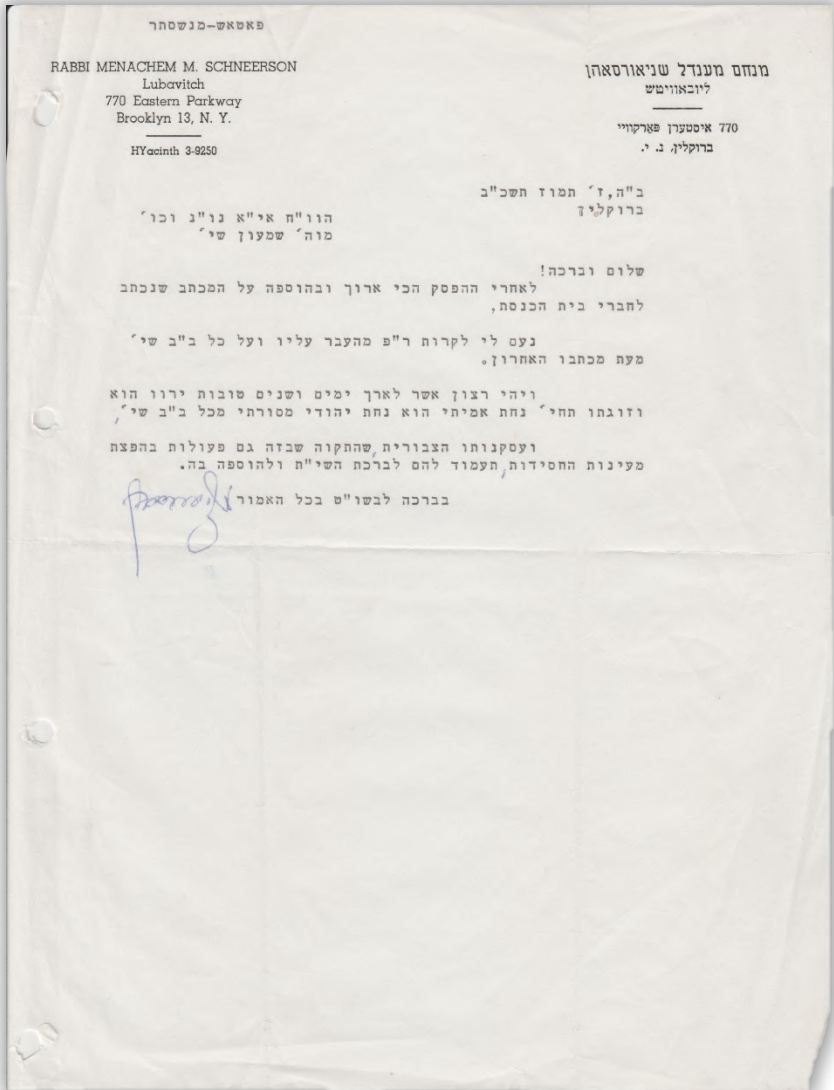 פאטאש-מנשסתר
RABBI MENACHEM M. SCHNEERSON
Lubavitch
770 Eastern Parkway
Brooklyn 13, N. Y.
HYacinth 3-9250
מנחם מענדל שניאורסאהן
ליובאוויטש
770 איסטערן פארקוויי
ברוקלין, נ. י.
ב"ה, ז' תמוז תשכ"ב
ברוקלין
הוו"ח אי"א נו"נ וכו'
מוה' שמעון שי'
שלום וברכה!
לאחרי ההפסק הכי ארוך ובהוספה על המכתב שנכתב
לחברי בית הכנסת,
נעם לי לקרות ר"פ מהעבר עליו ועל כל ב"ב שי'
מעת מכתבו האחרון.
ויהי רצון אשר לארך ימים ושנים טובות ירוו הוא
וזוגתו תחי' נחת אמיתי הוא נחת יהודי מסורתי מכל ב"ב שי',
ועסקנותו הצבורית, שהתקוה שבזה גם פעולות בהפצת
מעינות החסידות, תעמוד להם לברכת השי"ת ולהוספה בה.
בברכה לבשו"ט בכל האמור